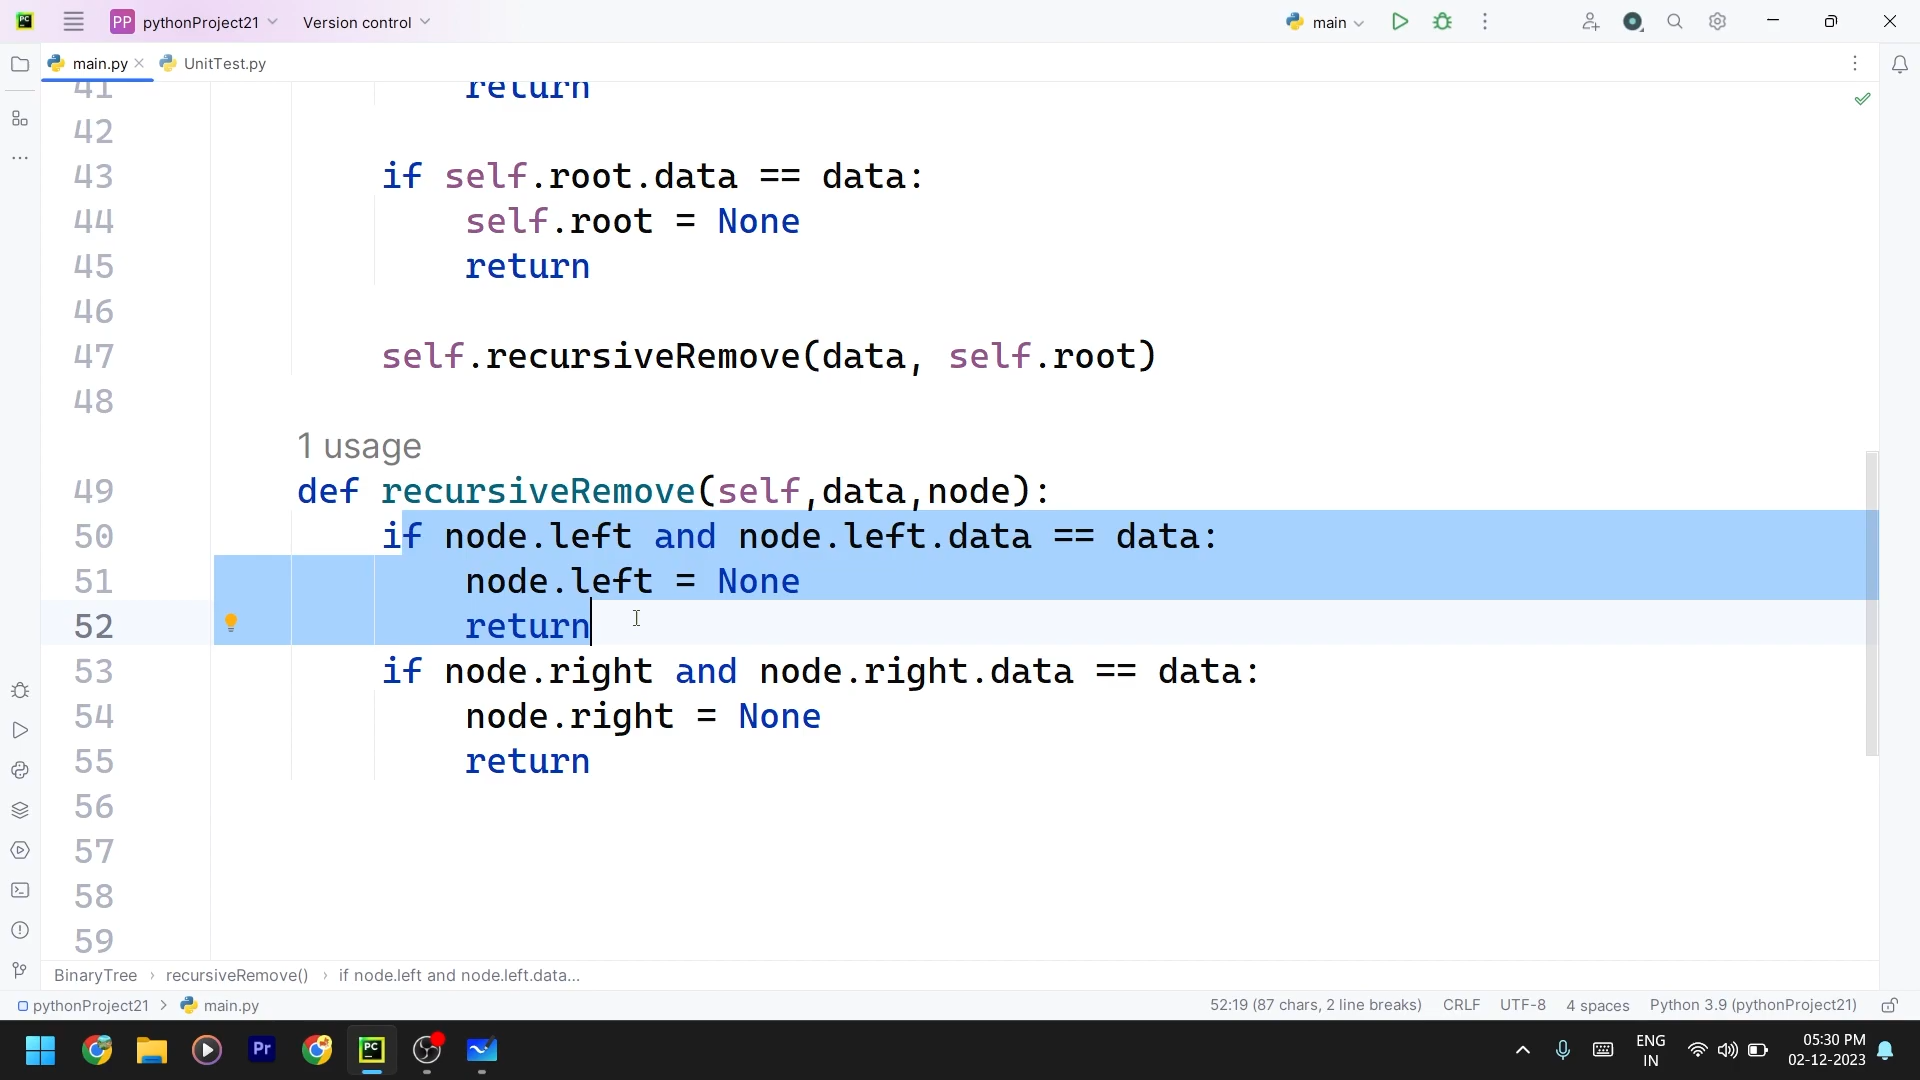 PC
PP pythonProject21
Version control
main
main.py
UnitTest.py
41 return
42
43 if self.root.data == data:
44 self.root = None
45 return
46
47 self.recursiveRemove(data, self.root)
48
1 usage
49 def recursiveRemove(self,data,node):
50 if node.left and node.left.data == data:
51 node.left = None
52 return
53 if node.right and node.right.data == data:
54 node.right = None
55 return
56
57
58
59
BinaryTree › recursiveRemove() › if node.left and node.left.data...
pythonProject21 > main.py
52:19 (87 chars, 2 line breaks) CRLF UTF-8 4 spaces Python 3.9 (pythonProject21)
Pr
PC
ENG
IN
05:30 PM
02-12-2023